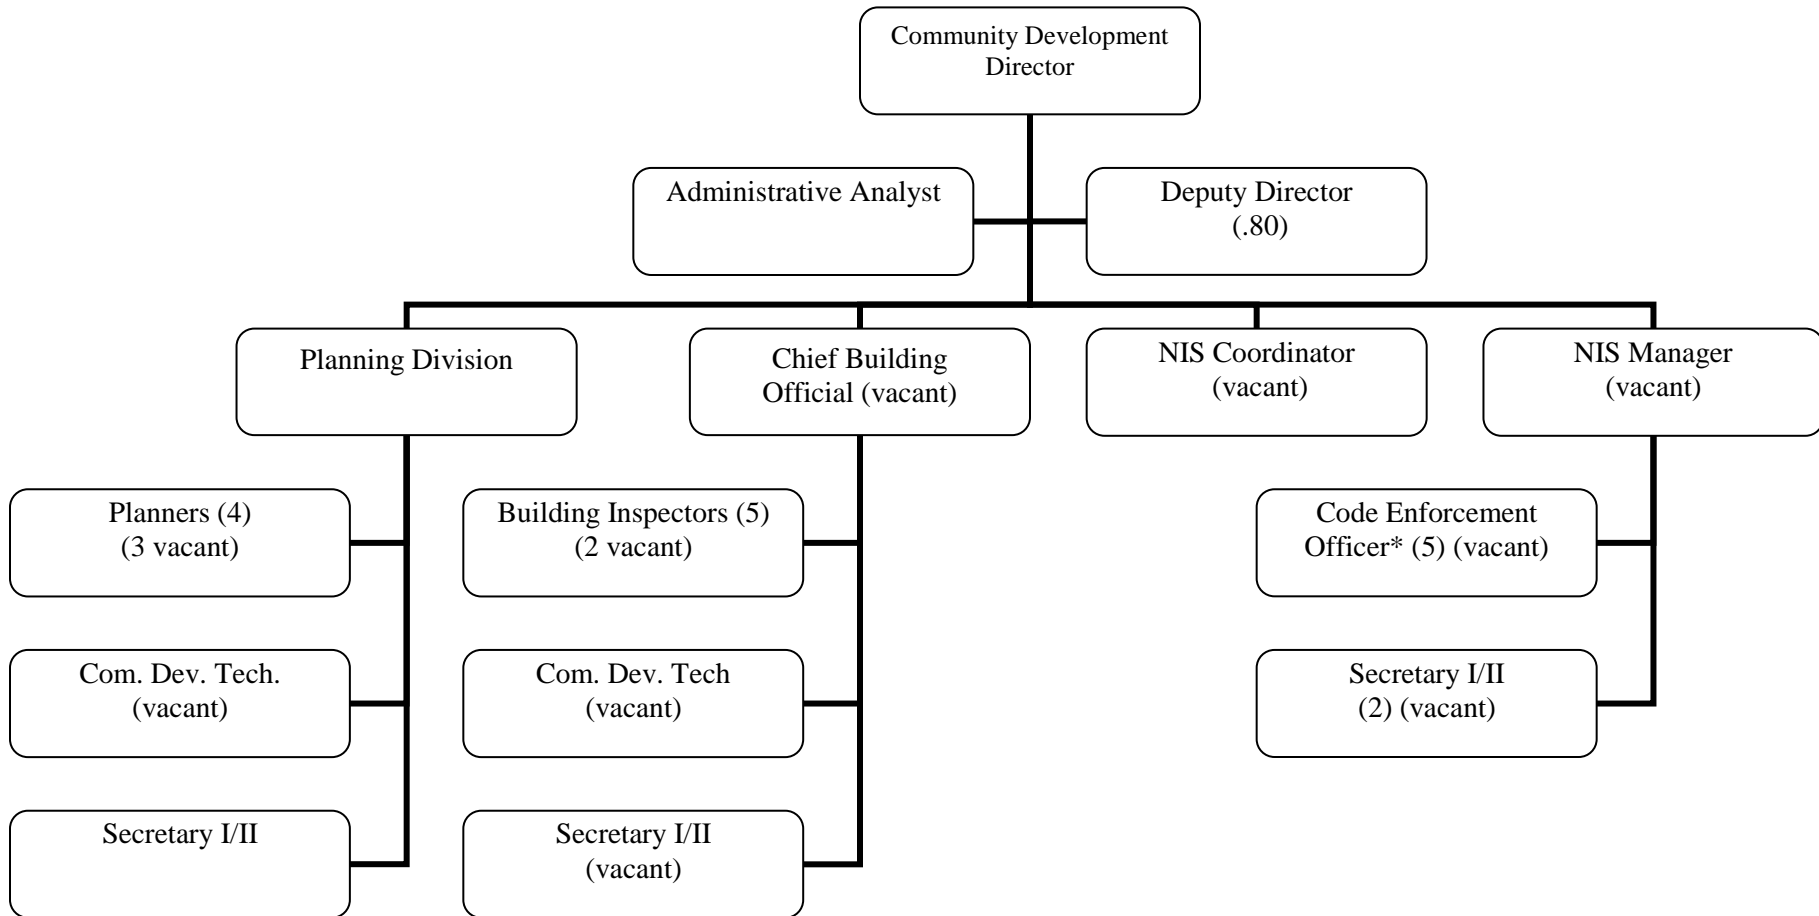 Community Development
Director
Administrative Analyst
Deputy Director
(.80)
Planning Division
Chief Building
Official (vacant)
NIS Coordinator
(vacant)
NIS Manager
(vacant)
Planners (4)
(3 vacant)
Building Inspectors (5)
(2 vacant)
Code Enforcement
Officer* (5) (vacant)
Com. Dev. Tech.
(vacant)
Com. Dev. Tech
(vacant)
Secretary I/II
(2) (vacant)
Secretary I/II
Secretary I/II
(vacant)